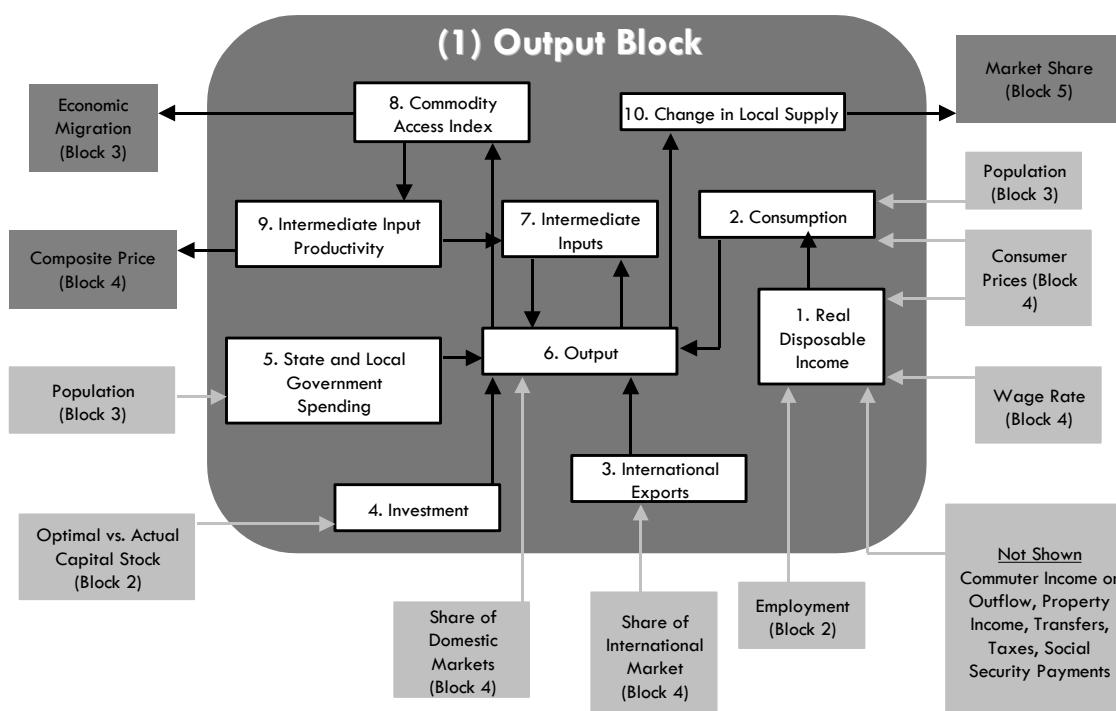 (1) Output Block
Economic
Migration
(Block 3)
8. Commodity
Access Index
10. Change in Local Supply
Market Share
(Block 5)
Population
(Block 3)
9. Intermediate Input
Productivity
7. Intermediate
Inputs
2. Consumption
Composite Price
(Block 4)
Consumer
Prices (Block
4)
1. Real
Disposable
Income
6. Output
5. State and Local
Government
Spending
Population
(Block 3)
Wage Rate
(Block 4)
3. International
Exports
4. Investment
Optimal vs. Actual
Capital Stock
(Block 2)
Share of
Domestic
Markets
(Block 4)
Share of
International
Market
(Block 4)
Employment
(Block 2)
Not Shown
Commuter Income or
Outflow, Property
Income, Transfers,
Taxes, Social
Security Payments